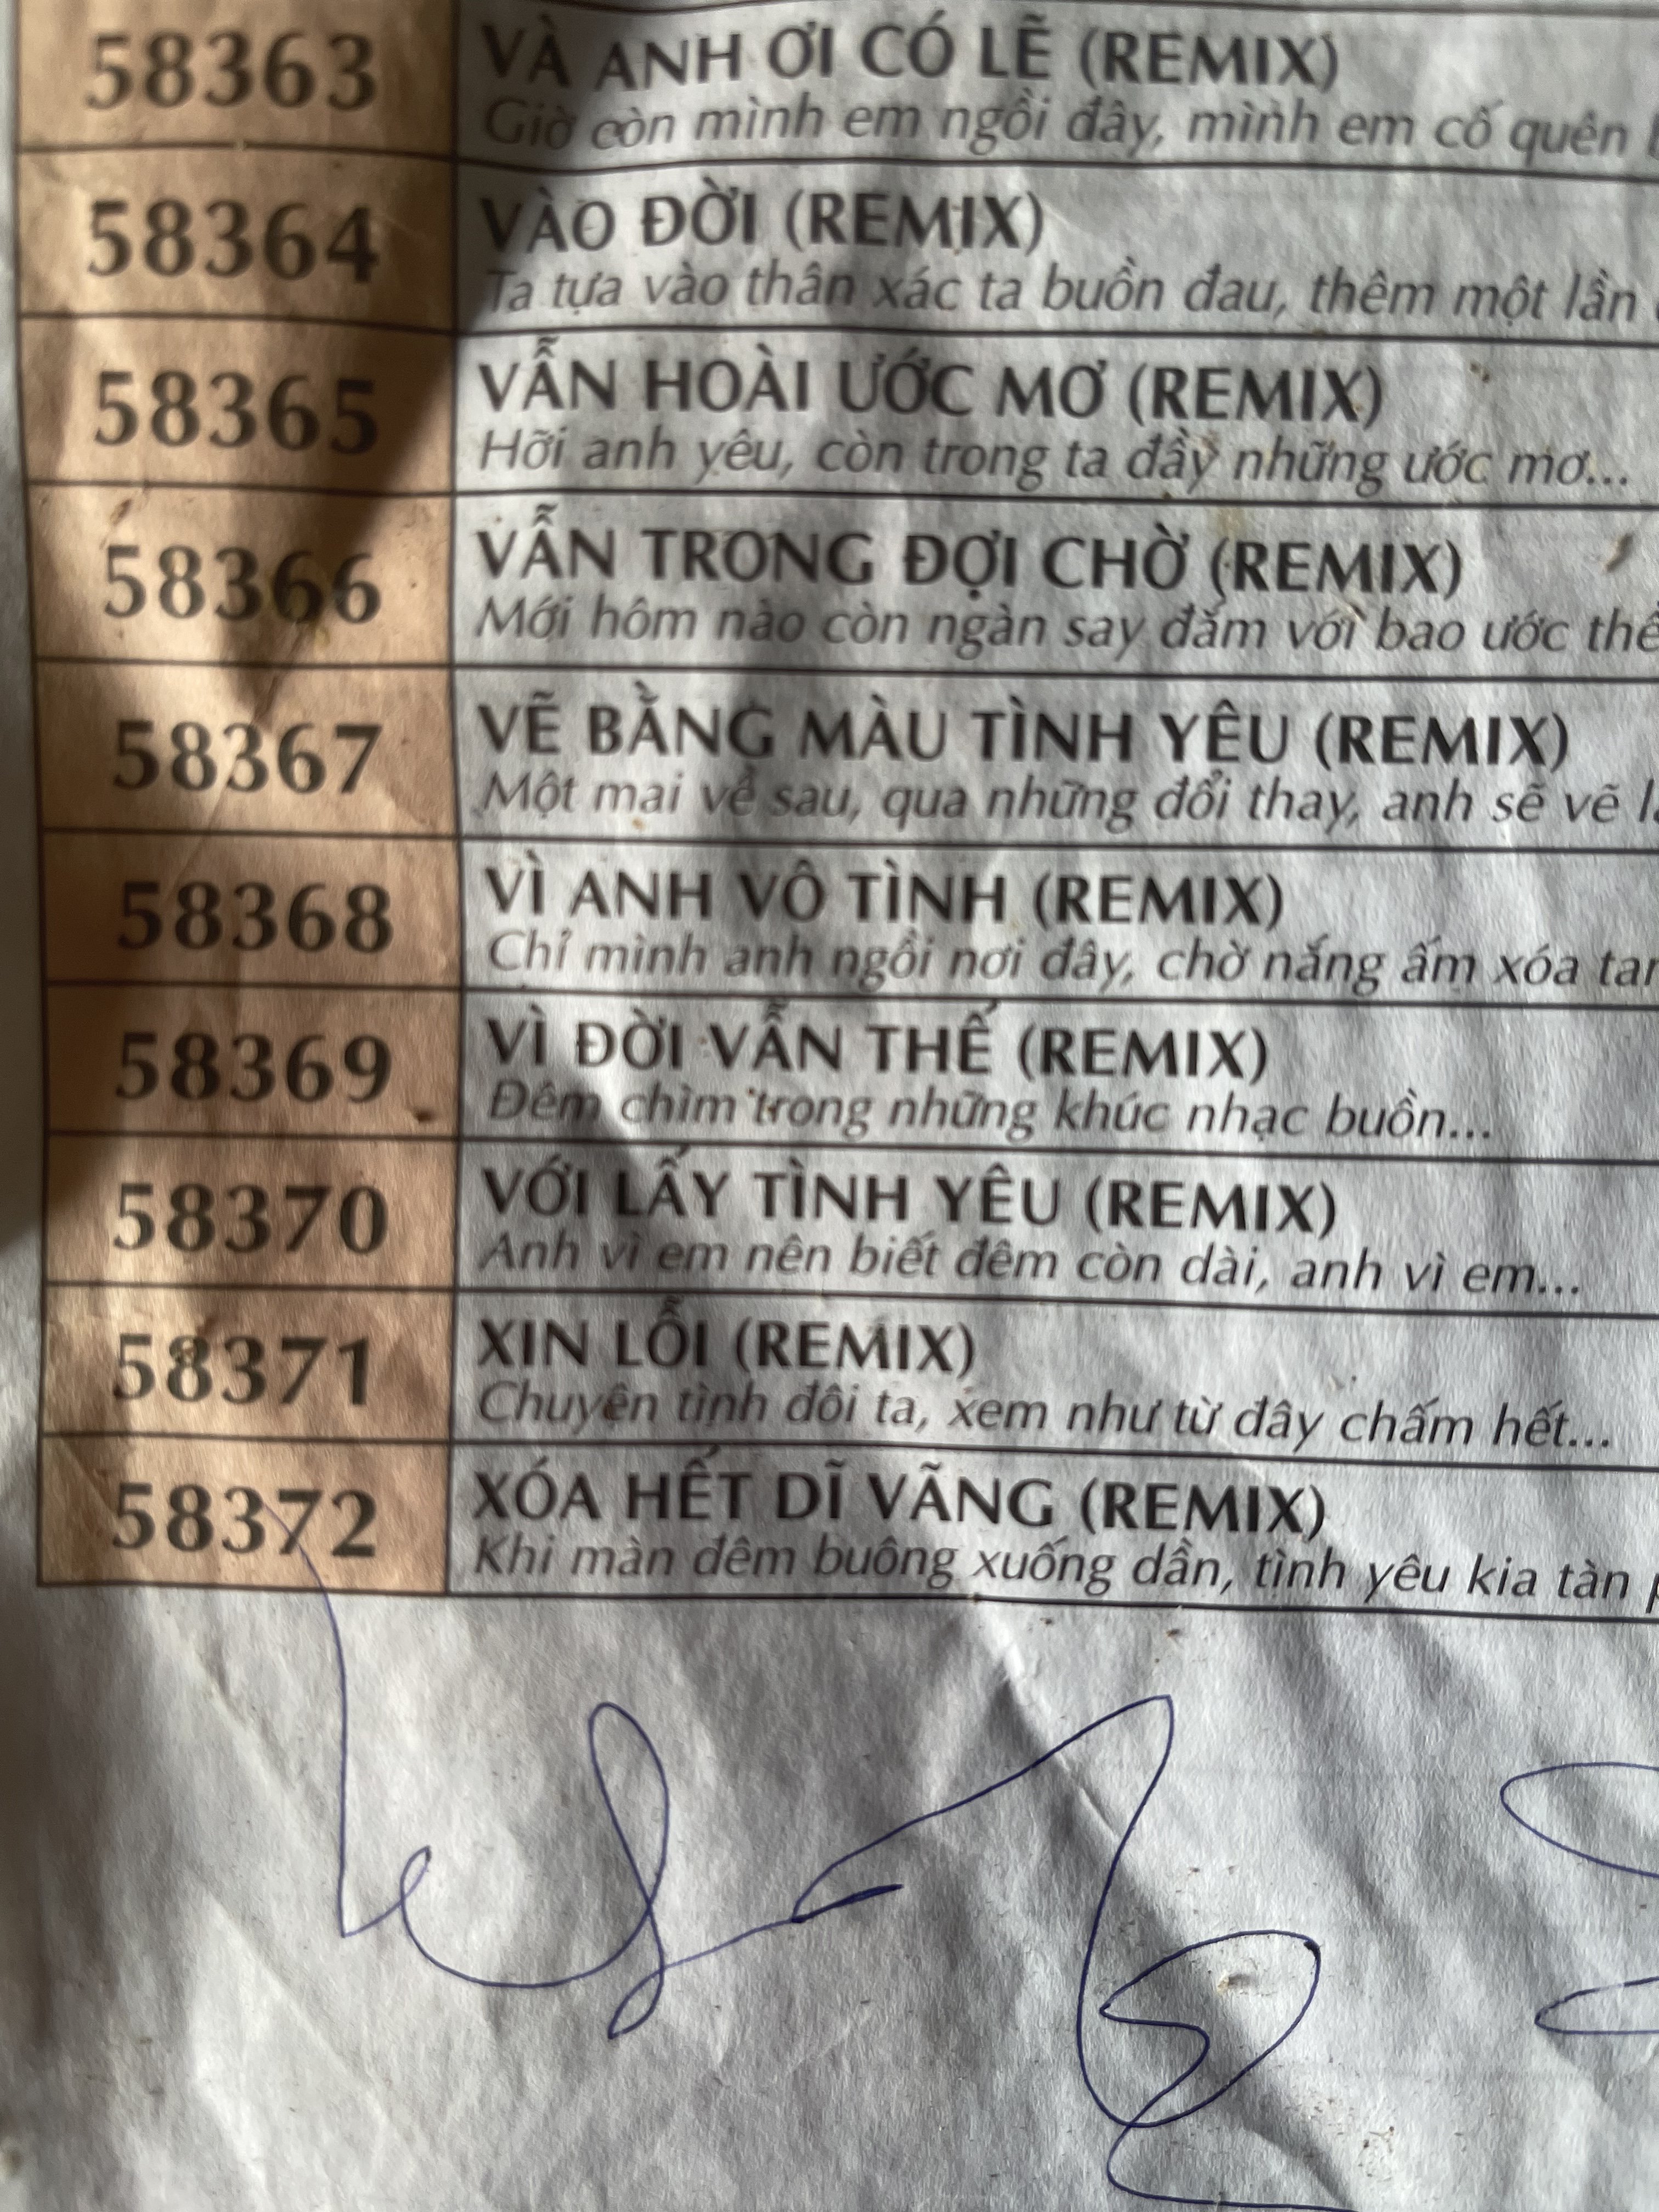 58363
VÀ ANH ƠI CÓ LẼ (REMIX)
Giờ còn mình em ngồi đây, mình em cố quên
58364
VÀO ĐỜI (REMIX)
Ta tựa vào thân xác ta buồn đau, thêm một lần
58365
VẪN HOÀI ƯỚC MƠ (REMIX)
Hỡi anh yêu, còn trong ta đầy những ước mơ...
58366
VẪN TRONG ĐỢI CHỜ (REMIX)
Mới hôm nào còn ngàn say đắm với bao ước thề
58367
VẼ BẰNG MÀU TÌNH YÊU (REMIX)
Một mai về sau, qua những đổi thay, anh sẽ vẽ
58368
VÌ ANH VÔ TÌNH (REMIX)
Chỉ mình anh ngồi nơi đây, chờ nắng ấm xóa
58369
VÌ ĐỜI VẪN THẾ (REMIX)
Đêm chìm trong những khúc nhạc buồn...
58370
VỚI LẤY TÌNH YÊU (REMIX)
Anh vì em nên biết đêm còn dài, anh vì em...
58371
XIN LỖI (REMIX)
Chuyện tình đôi ta, xem như từ đây chấm hết...
58372
XÓA HẾT DĨ VÃNG (REMIX)
Khi màn đêm buông xuống dần, tình yêu kia tàn